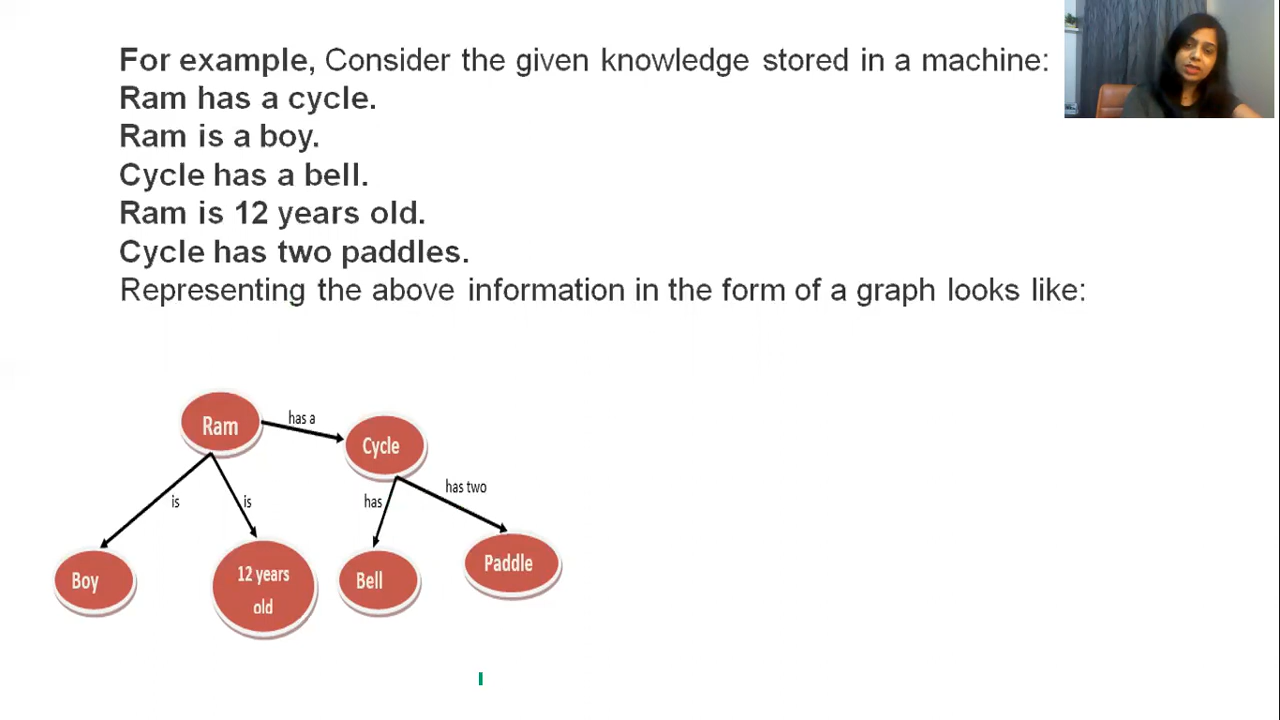 For example, Consider the given knowledge stored in a machine:
Ram has a cycle.
Ram is a boy.
Cycle has a bell.
Ram is 12 years old.
Cycle has two paddles.
Representing the above information in the form of a graph looks like:
Ram
has a
Cycle
is
is
has
has two
Boy
12 years
old
Bell
Paddle